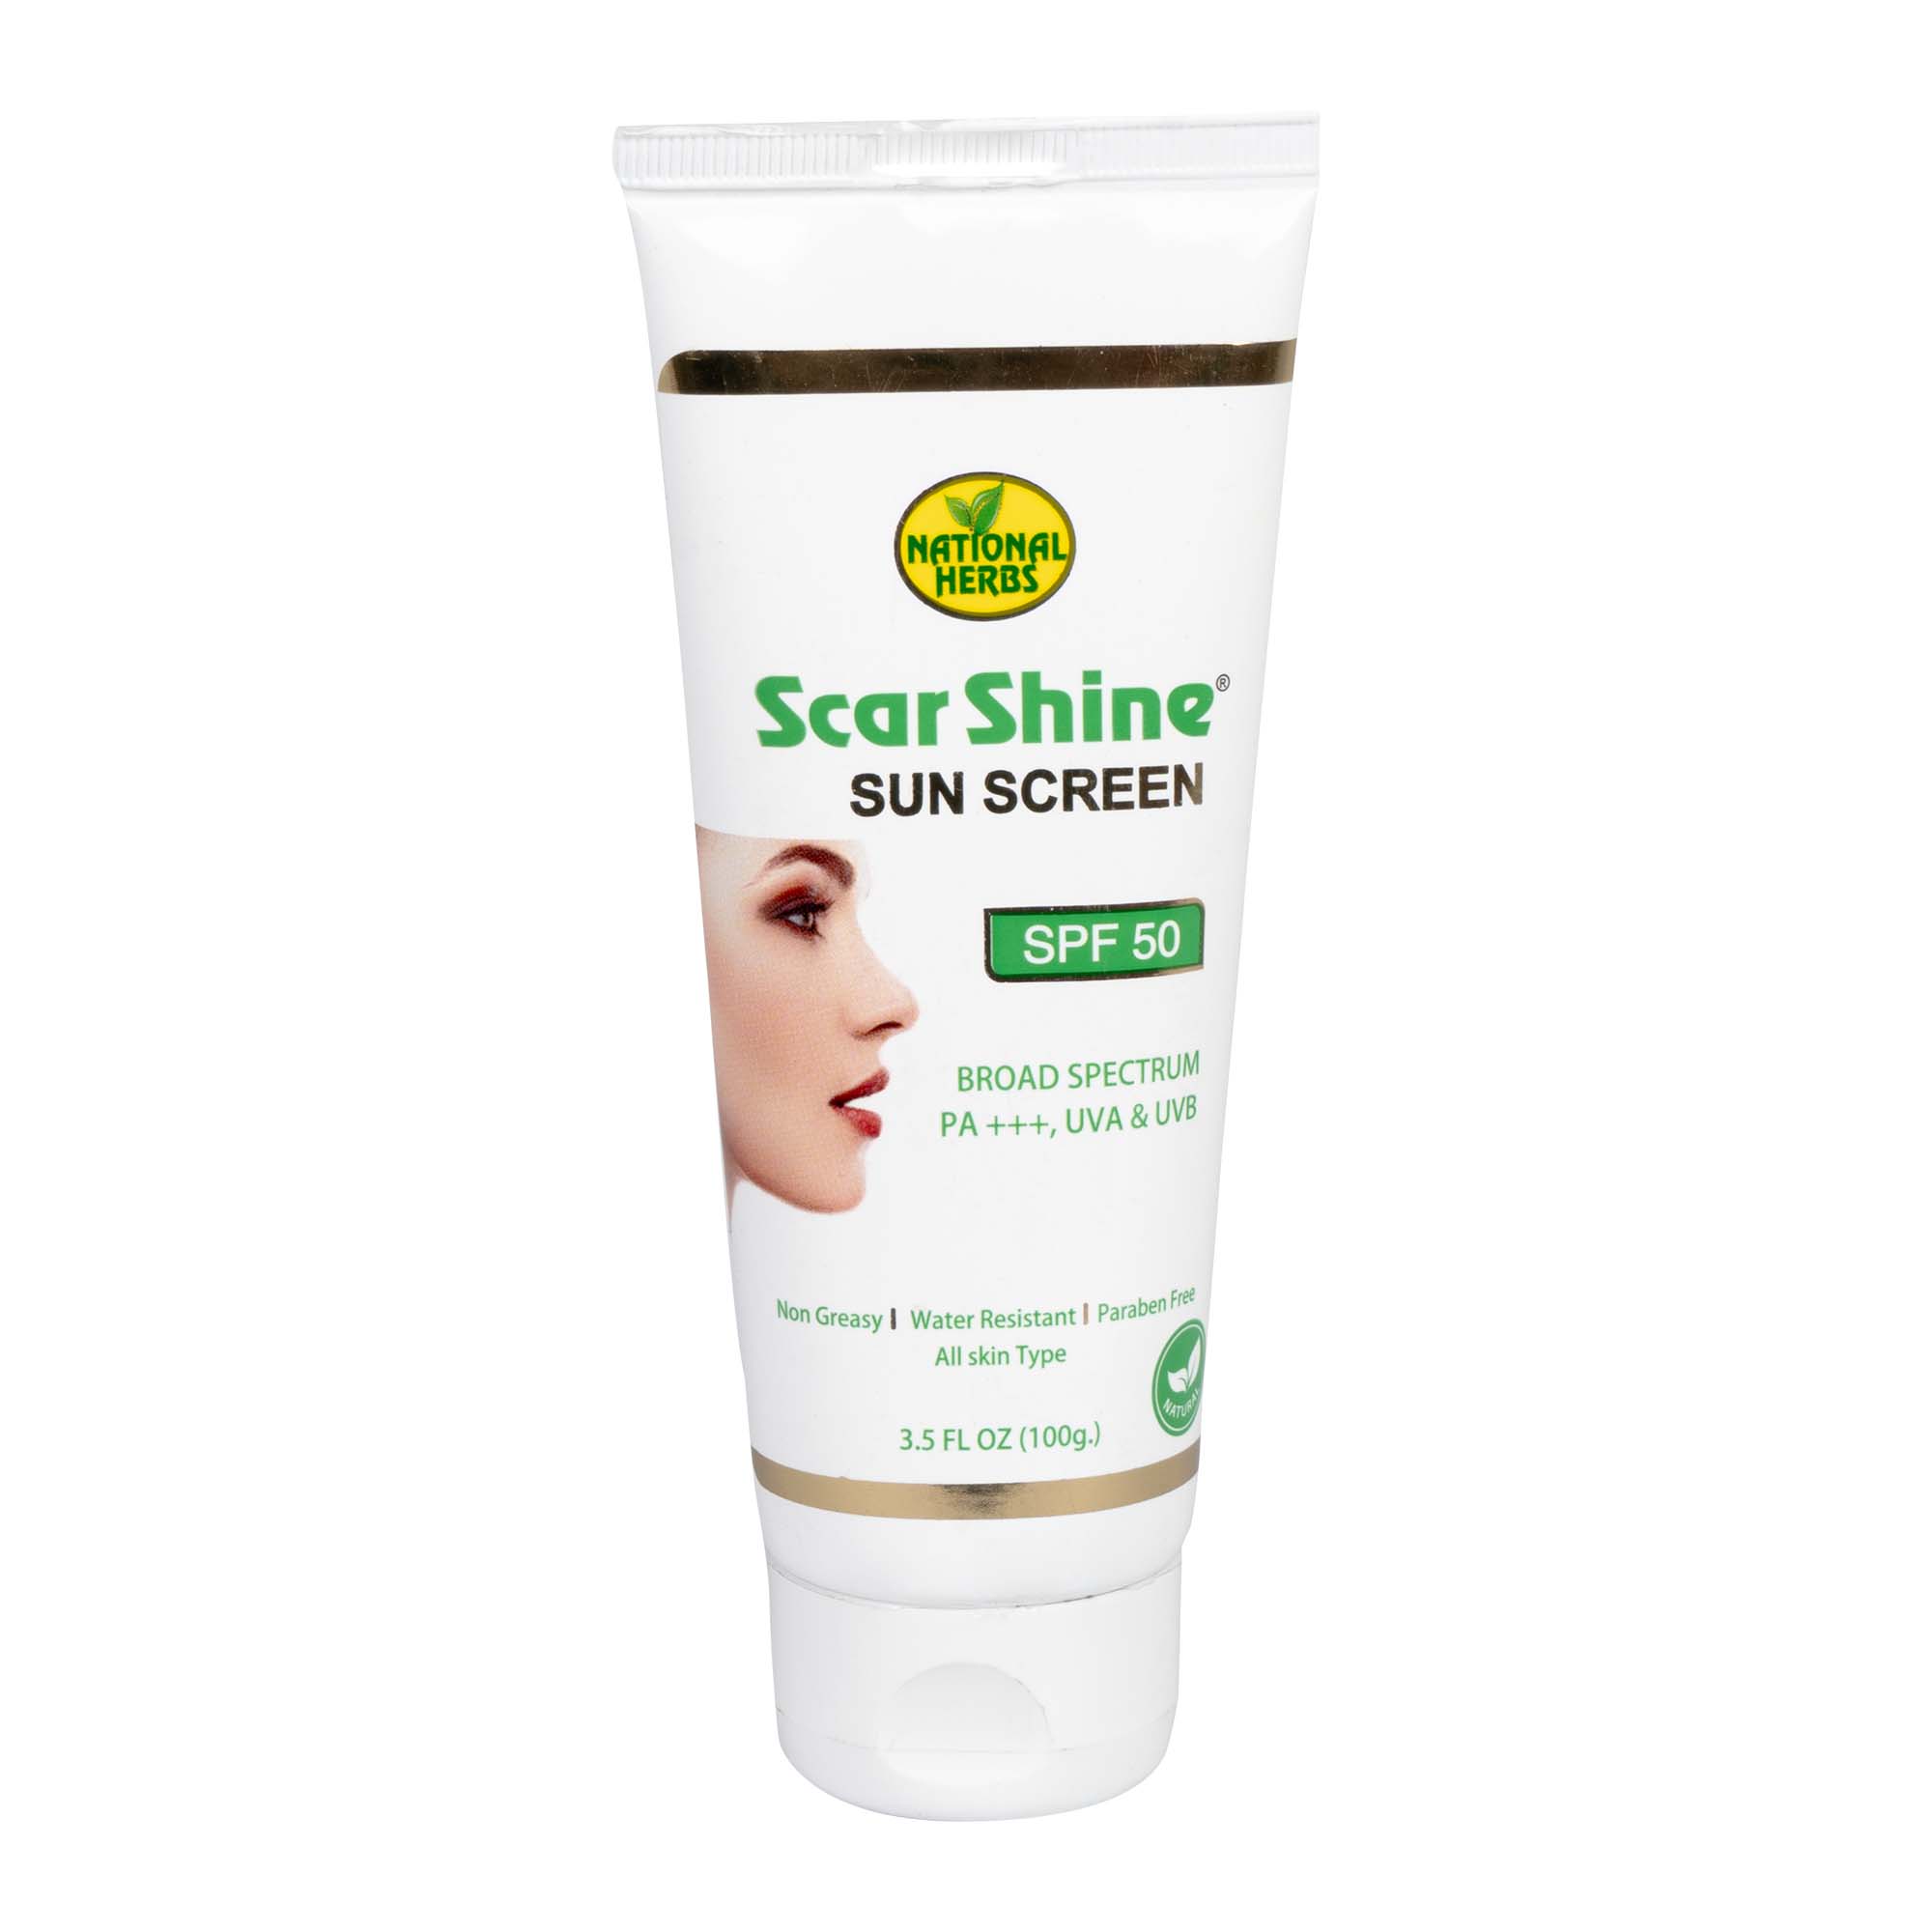 NATIONAL
HERBS
Scar Shine®
SUN SCREEN
SPF 50
BROAD SPECTRUM
PA +++, UVA & UVB
Non Greasy | Water Resistant | Paraben Free
All skin Type
NATURAL
3.5 FL OZ (100g.)